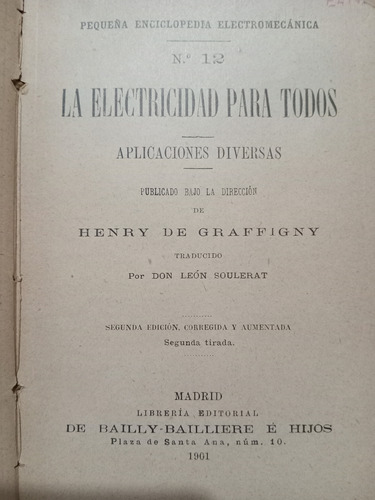 PEQUEÑA ENCICLOPEDIA ELECTROMECÁNICA
N.º 12
LA ELECTRICIDAD PARA TODOS
APLICACIONES DIVERSAS
PUBLICADO BAJO LA DIRECCIÓN
DE
HENRY DE GRAFFIGNY
TRADUCIDO
Por DON LEÓN SOULERAT
SEGUNDA EDICIÓN, CORREGIDA Y AUMENTADA
Segunda tirada.
MADRID
LIBRERÍA EDITORIAL
DE BAILLY-BAILLIERE É HIJOS
Plaza de Santa Ana, núm. 10.
1901